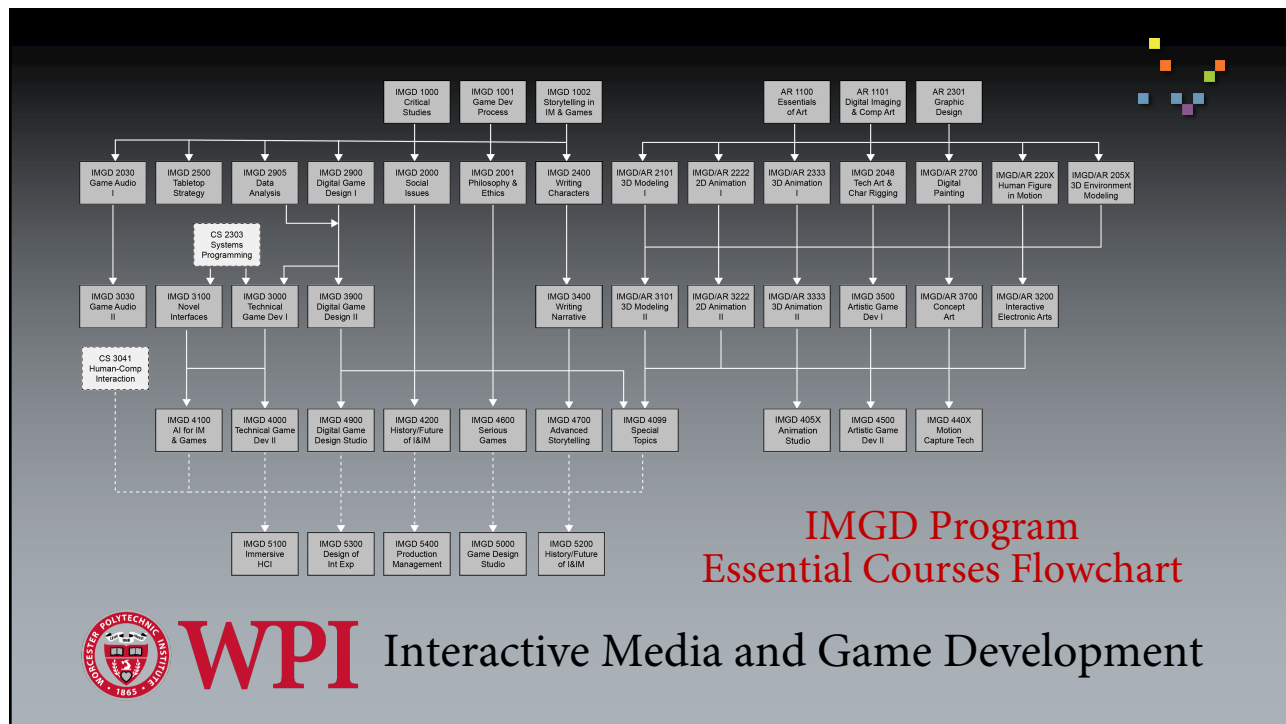 IMGD 1000
Critical
Studies
IMGD 1001
Game Dev
Process
IMGD 1002
Storytelling in
IM & Games
AR 1100
Essentials
of Art
AR 1101
Digital Imaging
& Comp Art
AR 2301
Graphic
Design
IMGD 2030
Game Audio
I
IMGD 2500
Tabletop
Strategy
IMGD 2905
Data
Analysis
IMGD 2900
Digital Game
Design I
IMGD 2000
Social
Issues
IMGD 2001
Philosophy &
Ethics
IMGD 2400
Writing
Characters
IMGD/AR 2101
3D Modeling
I
IMGD/AR 2222
2D Animation
I
IMGD/AR 2333
3D Animation
I
IMGD 2048
Tech Art &
Char Rigging
IMGD/AR 2700
Digital
Painting
IMGD/AR 220X
Human Figure
in Motion
IMGD/AR 205X
3D Environment
Modeling
CS 2303
Systems
Programming
IMGD 3030
Game Audio
II
IMGD 3100
Novel
Interfaces
IMGD 3000
Technical
Game Dev I
IMGD 3900
Digital Game
Design II
IMGD 3400
Writing
Narrative
IMGD/AR 3101
3D Modeling
II
IMGD/AR 3222
2D Animation
II
IMGD/AR 3333
3D Animation
II
IMGD 3500
Artistic Game
Dev I
IMGD/AR 3700
Concept
Art
IMGD/AR 3200
Interactive
Electronic Arts
CS 3041
Human-Comp
Interaction
IMGD 4100
AI for IM
& Games
IMGD 4000
Technical Game
Dev II
IMGD 4900
Digital Game
Design Studio
IMGD 4200
History/Future
of I&IM
IMGD 4600
Serious
Games
IMGD 4700
Advanced
Storytelling
IMGD 4099
Special
Topics
IMGD 405X
Animation
Studio
IMGD 4500
Artistic Game
Dev II
IMGD 440X
Motion
Capture Tech
IMGD 5100
Immersive
HCI
IMGD 5300
Design of
Int Exp
IMGD 5400
Production
Management
IMGD 5000
Game Design
Studio
IMGD 5200
History/Future
of I&IM
IMGD Program
Essential Courses Flowchart
WORCESTER POLYTECHNIC INSTITUTE
1865
WPI
Interactive Media and Game Development